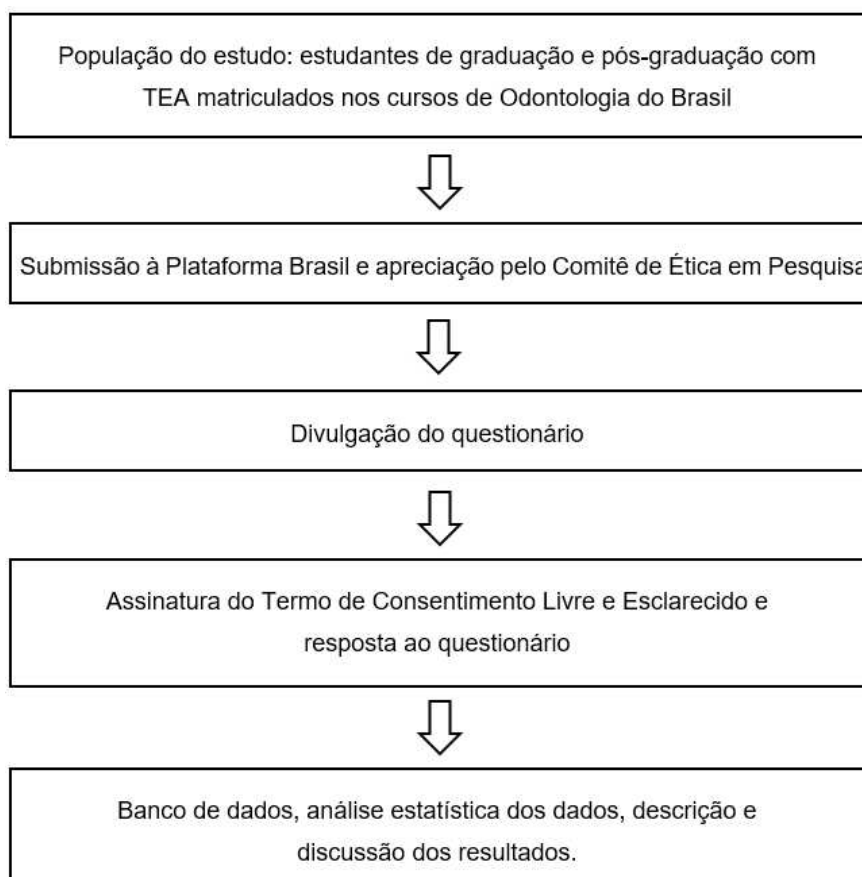 População do estudo: estudantes de graduação e pós-graduação com
TEA matriculados nos cursos de Odontologia do Brasil
Submissão à Plataforma Brasil e apreciação pelo Comitê de Ética em Pesquisa
Divulgação do questionário
Assinatura do Termo de Consentimento Livre e Esclarecido e
resposta ao questionário
Banco de dados, análise estatística dos dados, descrição e
discussão dos resultados.